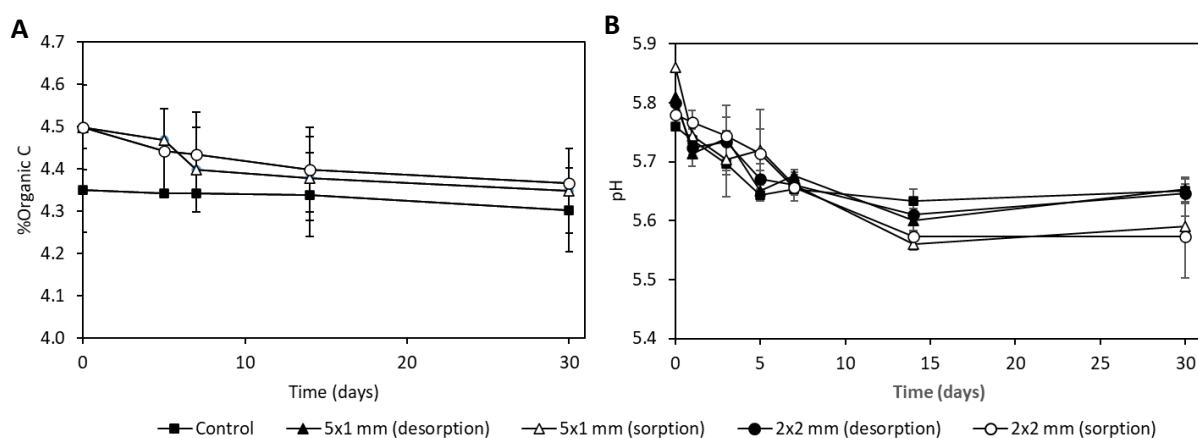 A
4.7
4.6
4.5
4.4
4.3
4.2
4.1
4.0
%Organic C
0
10
20
30
Time (days)
B
5.9
5.8
5.7
5.6
5.5
5.4
pH
0
5
10
15
20
25
30
Time (days)
Control
5x1 mm (desorption)
5x1 mm (sorption)
2x2 mm (desorption)
2x2 mm (sorption)